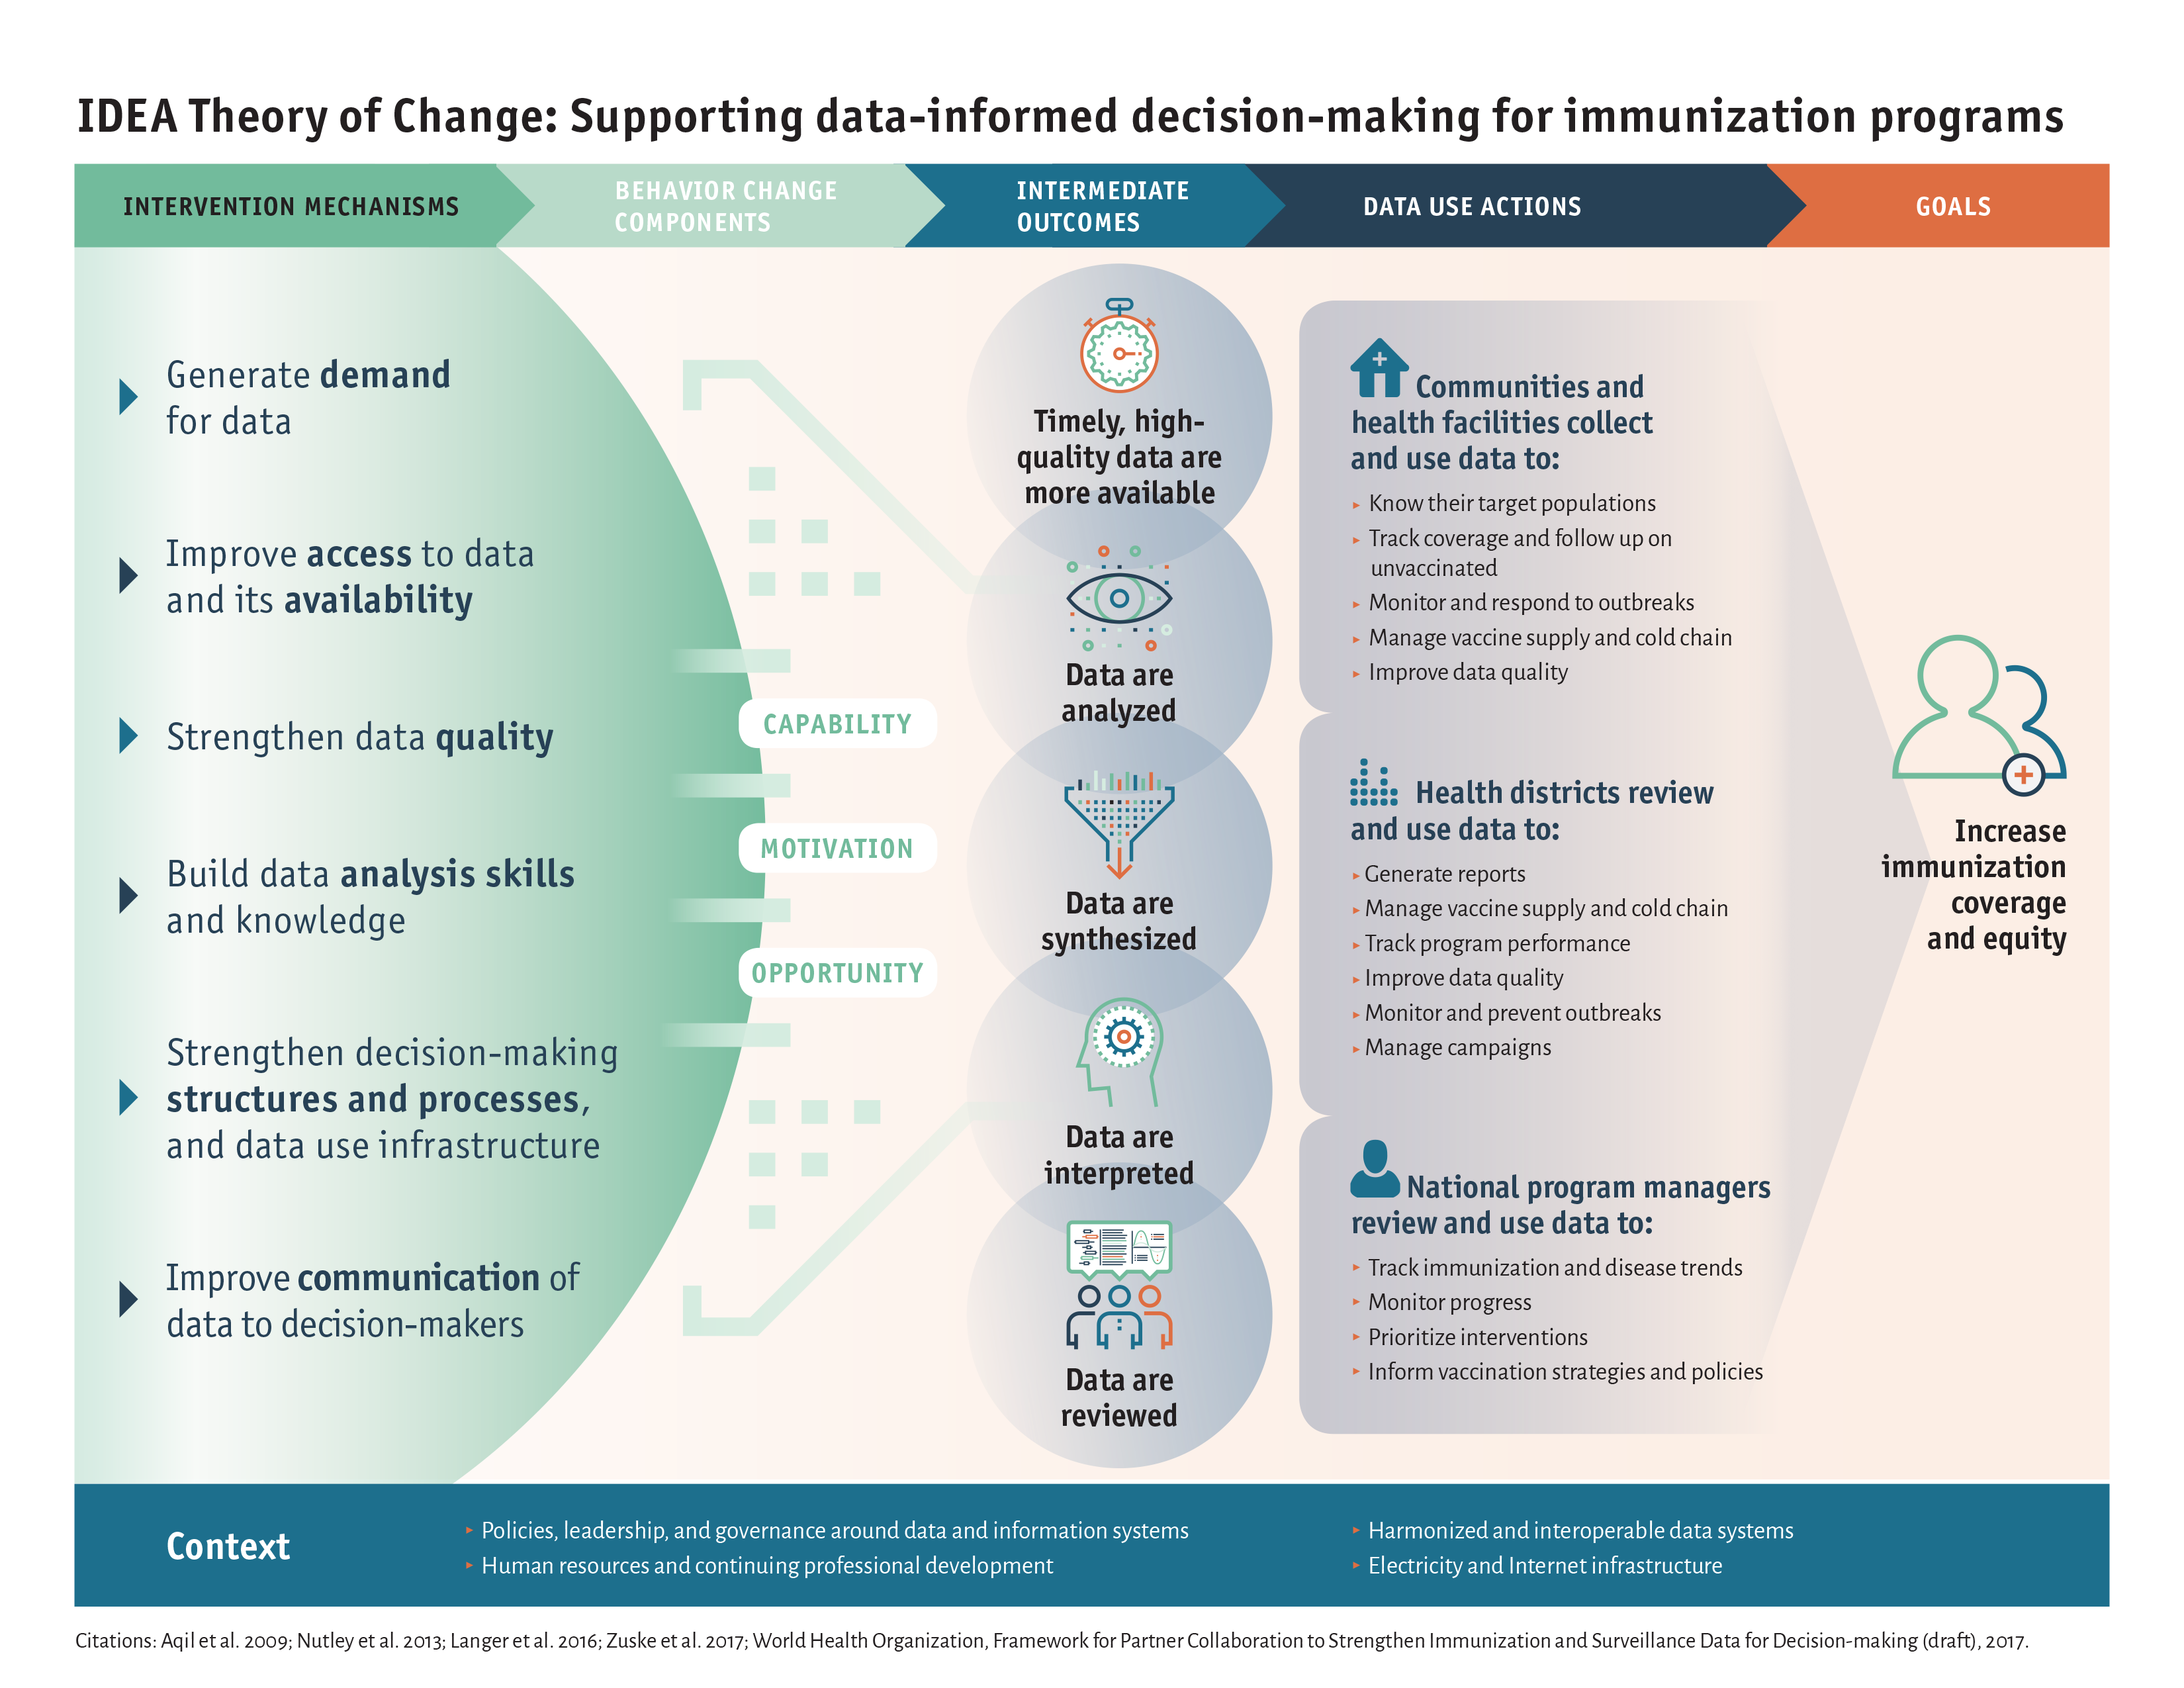 IDEA Theory of Change: Supporting data-informed decision-making for immunization programs
INTERVENTION MECHANISMS
BEHAVIOR CHANGE
COMPONENTS
INTERMEDIATE
OUTCOMES
DATA USE ACTIONS
GOALS
Generate demand
for data
Improve access to data
and its availability
Strengthen data quality
Build data analysis skills
and knowledge
Strengthen decision-making
structures and processes,
and data use infrastructure
Improve communication of
data to decision-makers
CAPABILITY
MOTIVATION
OPPORTUNITY
Timely, high-
quality data are
more available
Data are
analyzed
Data are
synthesized
Data are
interpreted
Data are
reviewed
Communities and
health facilities collect
and use data to:
▸ Know their target populations
▸ Track coverage and follow up on
unvaccinated
▸ Monitor and respond to outbreaks
▸ Manage vaccine supply and cold chain
▸ Improve data quality
Health districts review
and use data to:
▸ Generate reports
▸ Manage vaccine supply and cold chain
▸ Track program performance
▸ Improve data quality
▸ Monitor and prevent outbreaks
▸ Manage campaigns
National program managers
review and use data to:
▸ Track immunization and disease trends
▸ Monitor progress
▸ Prioritize interventions
▸ Inform vaccination strategies and policies
Increase
immunization
coverage
and equity
Context
▸ Policies, leadership, and governance around data and information systems
▸ Human resources and continuing professional development
▸ Harmonized and interoperable data systems
▸ Electricity and Internet infrastructure
Citations: Aqil et al. 2009; Nutley et al. 2013; Langer et al. 2016; Zuske et al. 2017; World Health Organization, Framework for Partner Collaboration to Strengthen Immunization and Surveillance Data for Decision-making (draft), 2017.